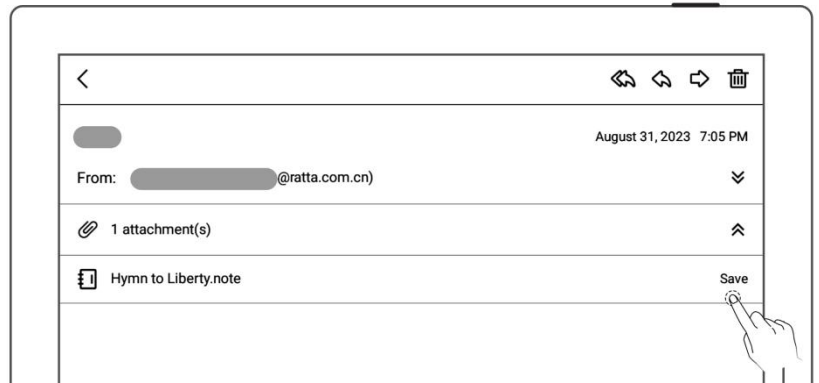 August 31, 2023 7:05 PM
From: @ratta.com.cn)
1 attachment(s)
Hymn to Liberty.note
Save